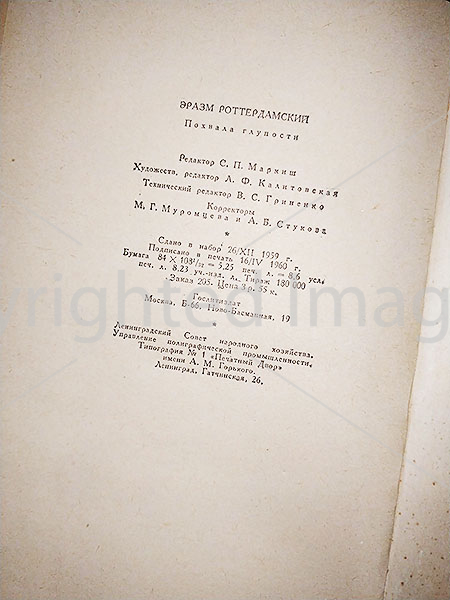 ЭРАЗМ РОТТЕРДАМСКИЙ
Похвала глупости
Редактор С. П. Маркиш
Художеств. редактор А. Ф. Калитовская
Технический редактор В. С. Гриненко
Корректоры
М. Г. Муромцева и А. Б. Стукова
*
Сдано в набор 26/XII 1959 г.
Подписано в печать 16/IV 1960 г.
Бумага 84 X 108¹/₃₂ = 5,25 печ. л. = 8,6 усл.
печ. л. 8,23 уч.-изд. л. Тираж 180 000
Заказ 205. Цена 3 р. 55 к.
Гослитиздат
Москва, Б-66, Ново-Басманная, 19
Ленинградский Совет народного хозяйства.
Управление полиграфической промышленности.
Типография № 1 «Печатный Двор»
имени А. М. Горького.
Ленинград, Гатчинская, 26.
yrighted Imag